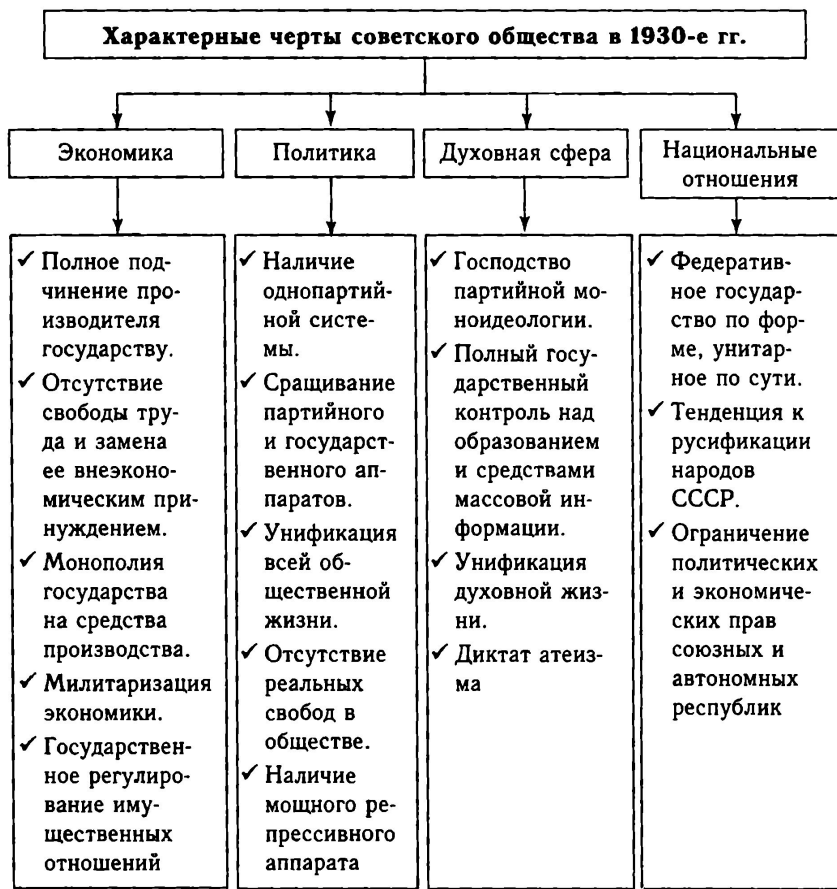 Характерные черты советского общества в 1930-е гг.
Экономика
✓ Полное под-
чинение про-
изводителя
государству.
✓ Отсутствие
свободы тру-
да и замена
ее внеэконо-
мическим при-
нуждением.
✓ Монополия
государства
на средства
производства.
✓ Милитаризация
экономики.
✓ Государствен-
ное регулиро-
вание иму-
щественных
отношений
Политика
✓ Наличие
однопартий-
ной систе-
мы.
✓ Сращивание
партийного
и государст-
венного ап-
паратов.
✓ Унификация
всей об-
щественной
жизни.
✓ Отсутствие
реальных
свобод в
обществе.
✓ Наличие
мощного ре-
прессивного
аппарата
Духовная сфера
✓ Господство
партийной мо-
ноидеологии.
✓ Полный госу-
дарственный
контроль над
образованием
и средствами
массовой ин-
формации.
✓ Унификация
духовной жиз-
ни.
✓ Диктат атеиз-
ма
Национальные
отношения
✓ Федератив-
ное государ-
ство по фор-
ме, унитар-
ное по сути.
✓ Тенденция к
русификации
народов
СССР.
✓ Ограничение
политических
и экономиче-
ских прав
союзных и
автономных
республик